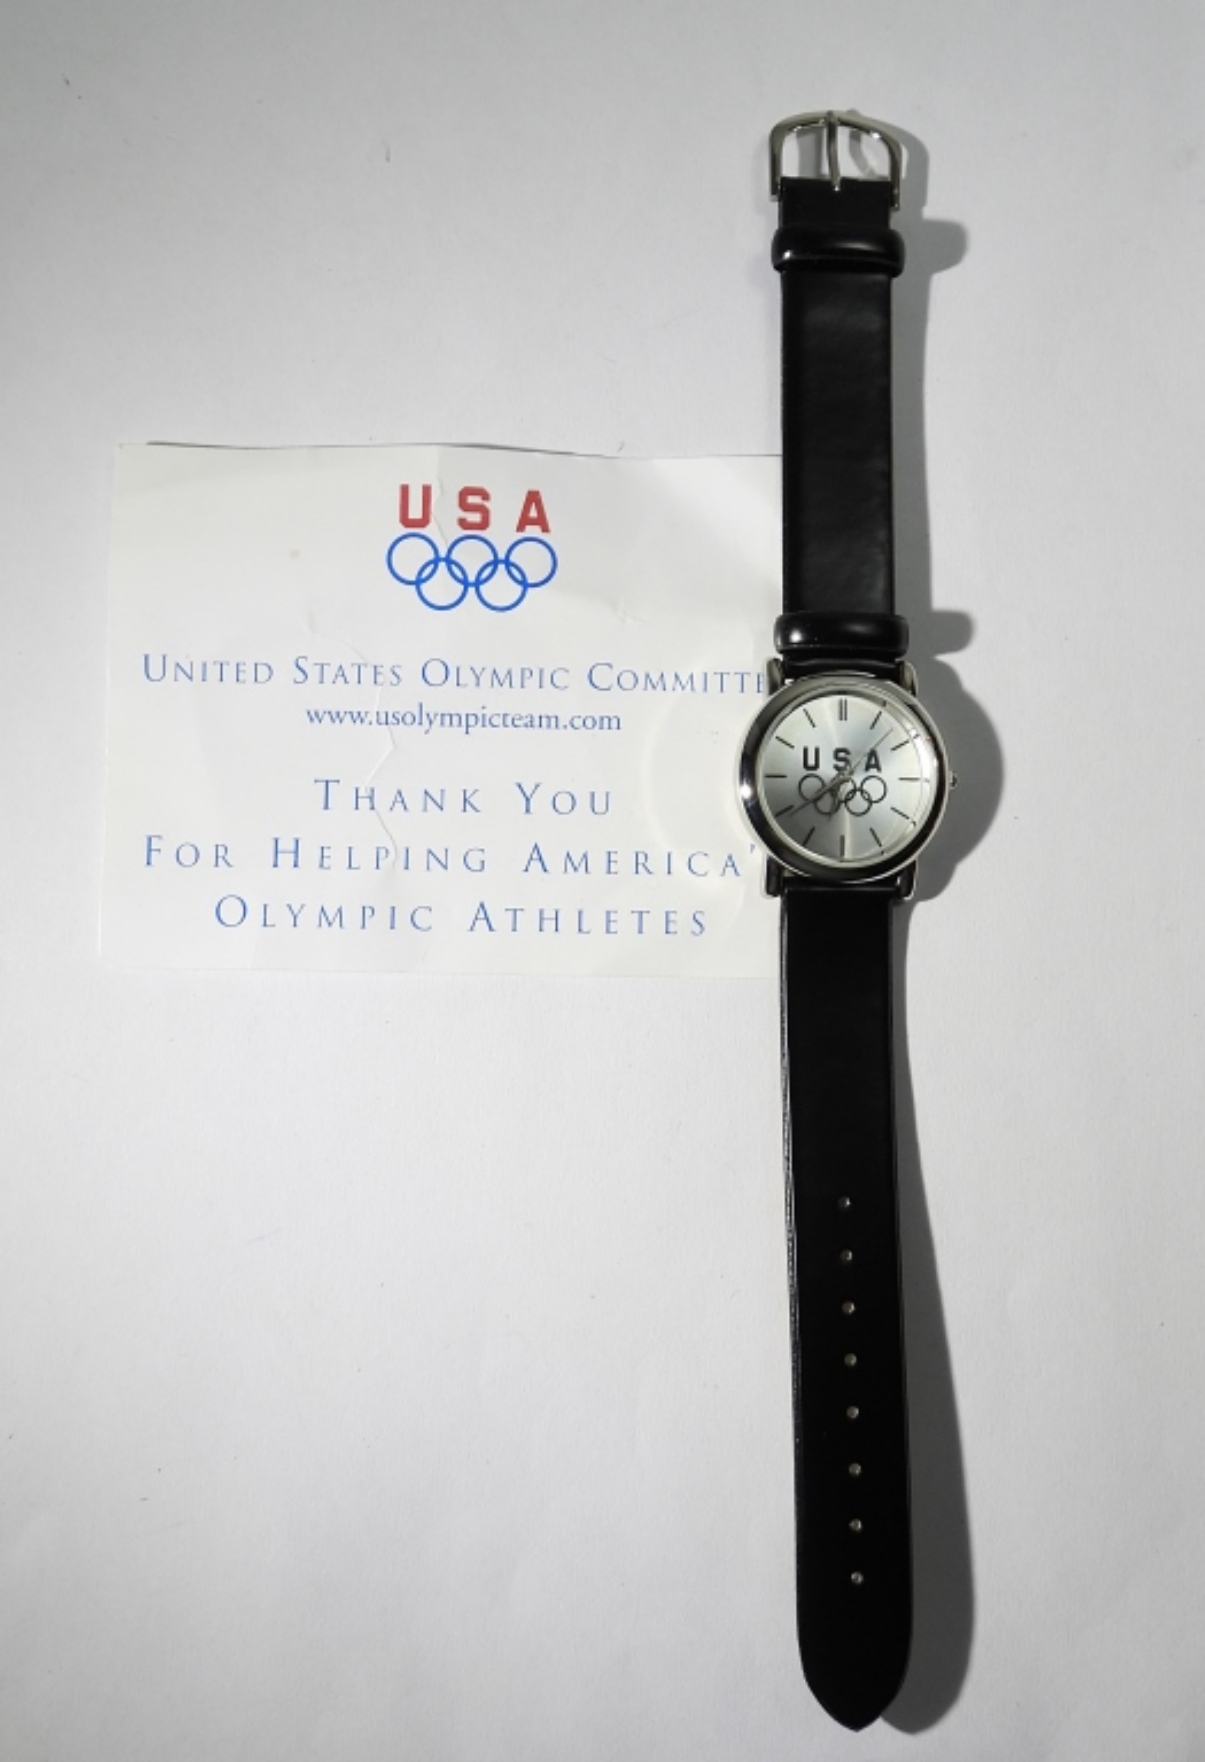 USA
UNITED STATES OLYMPIC COMMITTE
www.usolympicteam.com
THANK YOU
FOR HELPING AMERICA'
OLYMPIC ATHLETES
USA